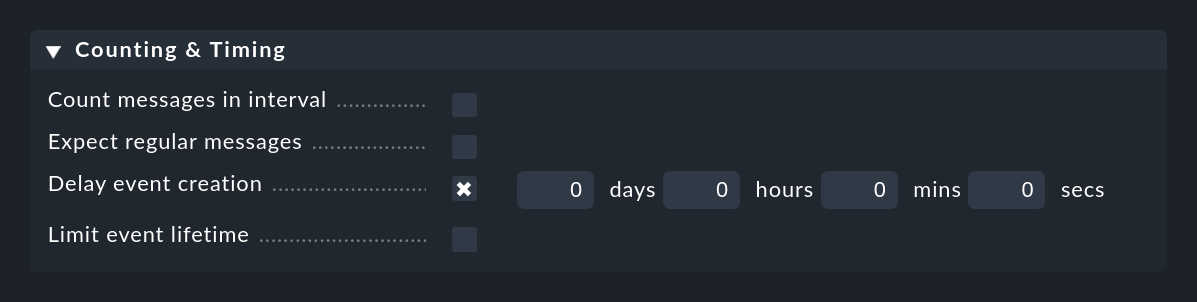 ▼ Counting & Timing
Count messages in interval ...............
Expect regular messages ...................
Delay event creation .......................... ✖ 0 days 0 hours 0 mins 0 secs
Limit event lifetime ............................